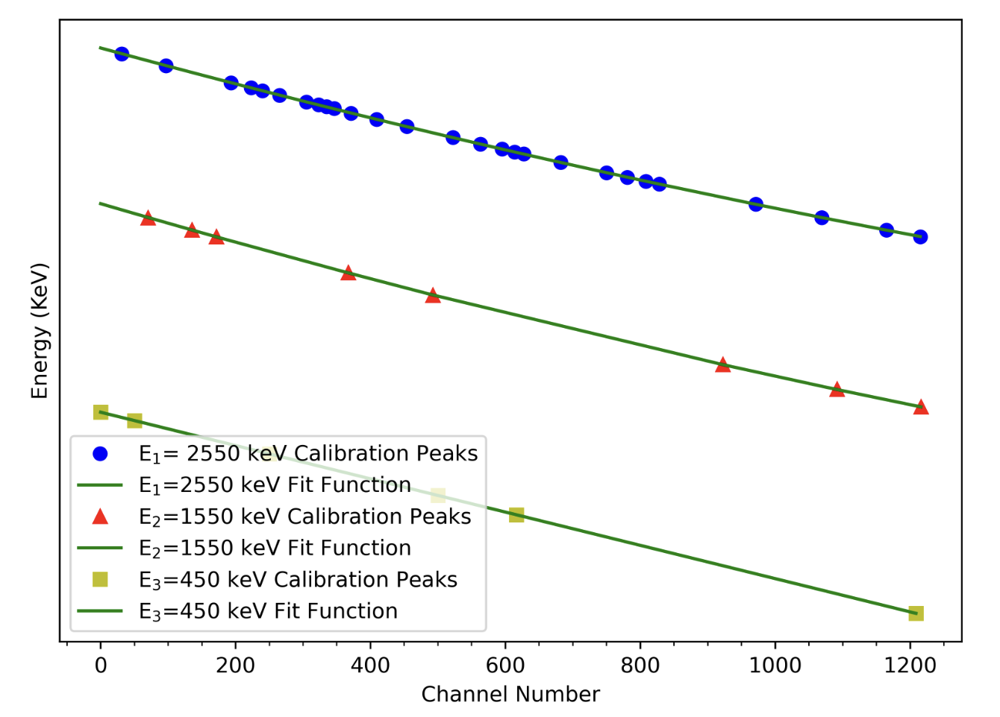 Energy (KeV)
E₁= 2550 keV Calibration Peaks
E₁=2550 keV Fit Function
E₂=1550 keV Calibration Peaks
E₂=1550 keV Fit Function
E₃=450 keV Calibration Peaks
E₃=450 keV Fit Function
0 200 400 600 800 1000 1200
Channel Number